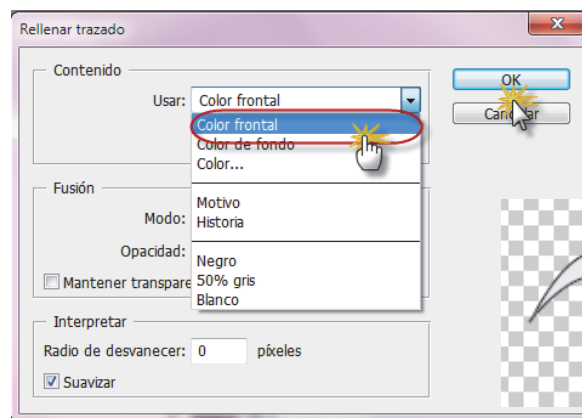 Rellenar trazado
Contenido
OK
Usar: Color frontal
Color frontal
Cancelar
Color de fondo
Color...
Fusión
Motivo
Modo:
Historia
Opacidad:
Negro
Mantener transpare
50% gris
Blanco
Interpretar
Radio de desvanecer: 0 píxeles
Suavizar